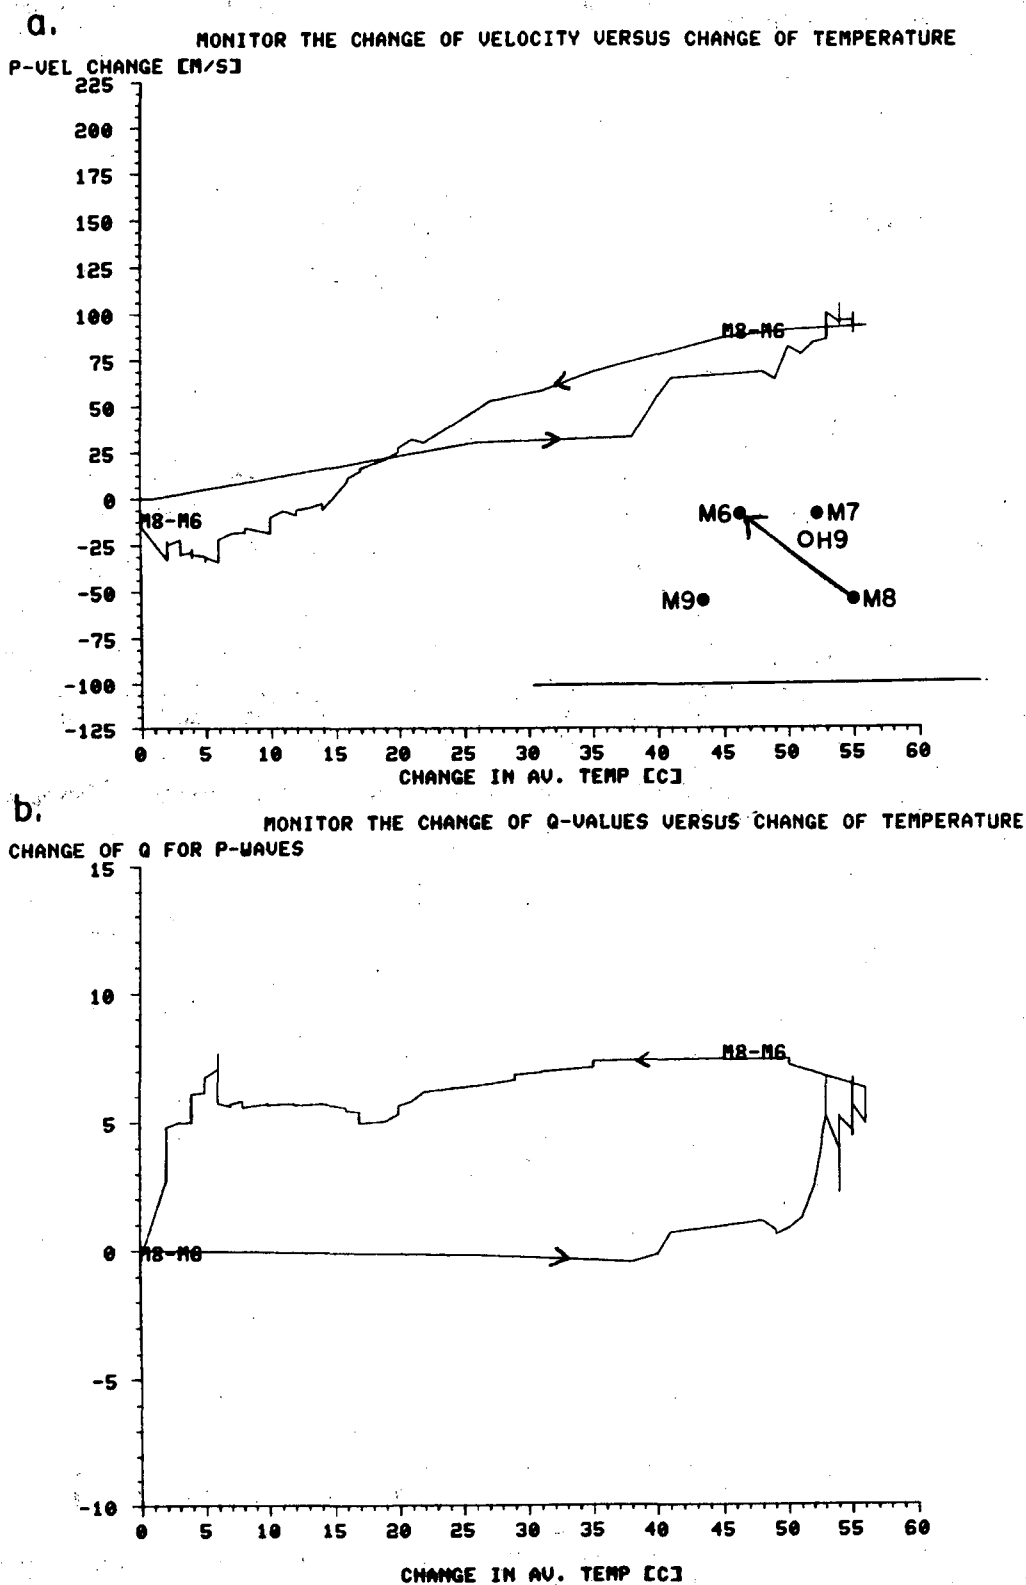 a.
MONITOR THE CHANGE OF VELOCITY VERSUS CHANGE OF TEMPERATURE
P-VEL CHANGE [M/S]
225
200
175
150
125
100
75
50
25
0
-25
-50
-75
-100
-125
M8-M6
M8-M6
M6 M7
H9
M9 M8
0 5 10 15 20 25 30 35 40 45 50 55 60
CHANGE IN AV. TEMP [C]
b.
MONITOR THE CHANGE OF Q-VALUES VERSUS CHANGE OF TEMPERATURE
CHANGE OF Q FOR P-WAVES
15
10
5
0
-5
-10
M8-M6
M8-M6
0 5 10 15 20 25 30 35 40 45 50 55 60
CHANGE IN AV. TEMP [C]